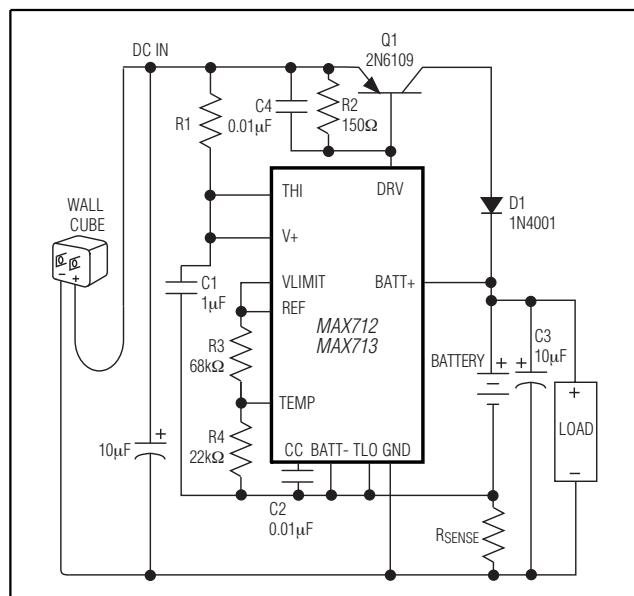 Q1
2N6109
DC IN
C4
0.01µF
R2
150Ω
R1
THI
DRV
WALL
CUBE
D1
1N4001
V+
C1
1µF
VLIMIT
BATT+
REF
MAX712
MAX713
R3
68kΩ
C3
10µF
BATTERY
+
+
TEMP
+
LOAD
-
R4
22kΩ
CC BATT- TLO GND
10µF
+
C2
0.01µF
RSENSE
- +